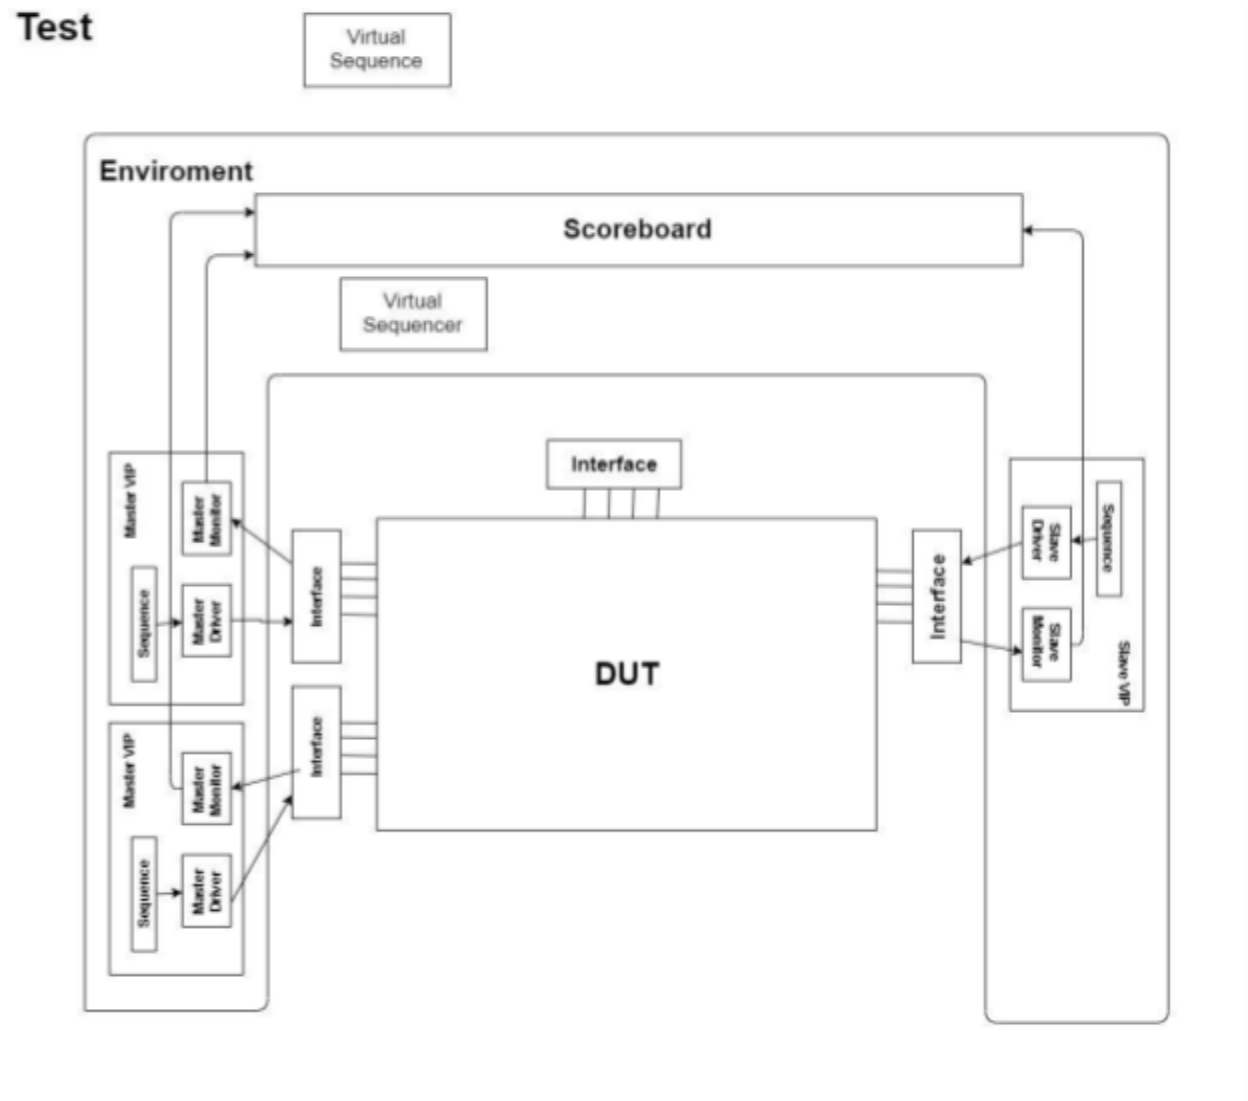 Test
Virtual
Sequence
Enviroment
Scoreboard
Virtual
Sequencer
Interface
Master VIP
Master
Monitor
Sequence
Master
Driver
Interface
DUT
Interface
Slave
Driver
Sequence
Slave
Monitor
Slave VIP
Master VIP
Master
Monitor
Sequence
Master
Driver
Interface